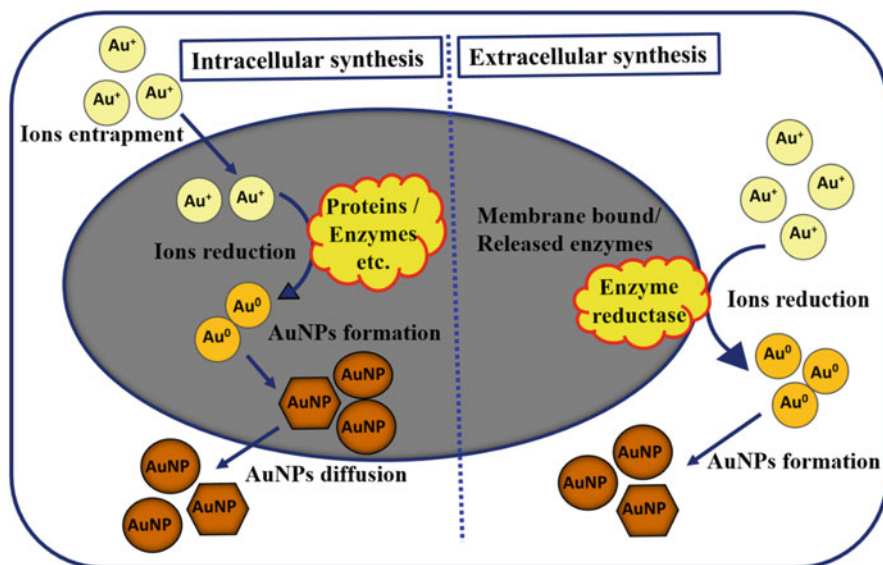 Intracellular synthesis
Extracellular synthesis
Au⁺
Au⁺
Au⁺
Ions entrapment
Au⁺
Au⁺
Proteins /
Enzymes
etc.
Ions reduction
Au⁰
Au⁰
AuNPs formation
AuNP
AuNP
AuNP
AuNPs diffusion
AuNP
AuNP
AuNP
Au⁺
Au⁺
Au⁺
Au⁺
Membrane bound/
Released enzymes
Enzyme
reductase
Ions reduction
Au⁰
Au⁰
Au⁰
AuNPs formation
AuNP
AuNP
AuNP